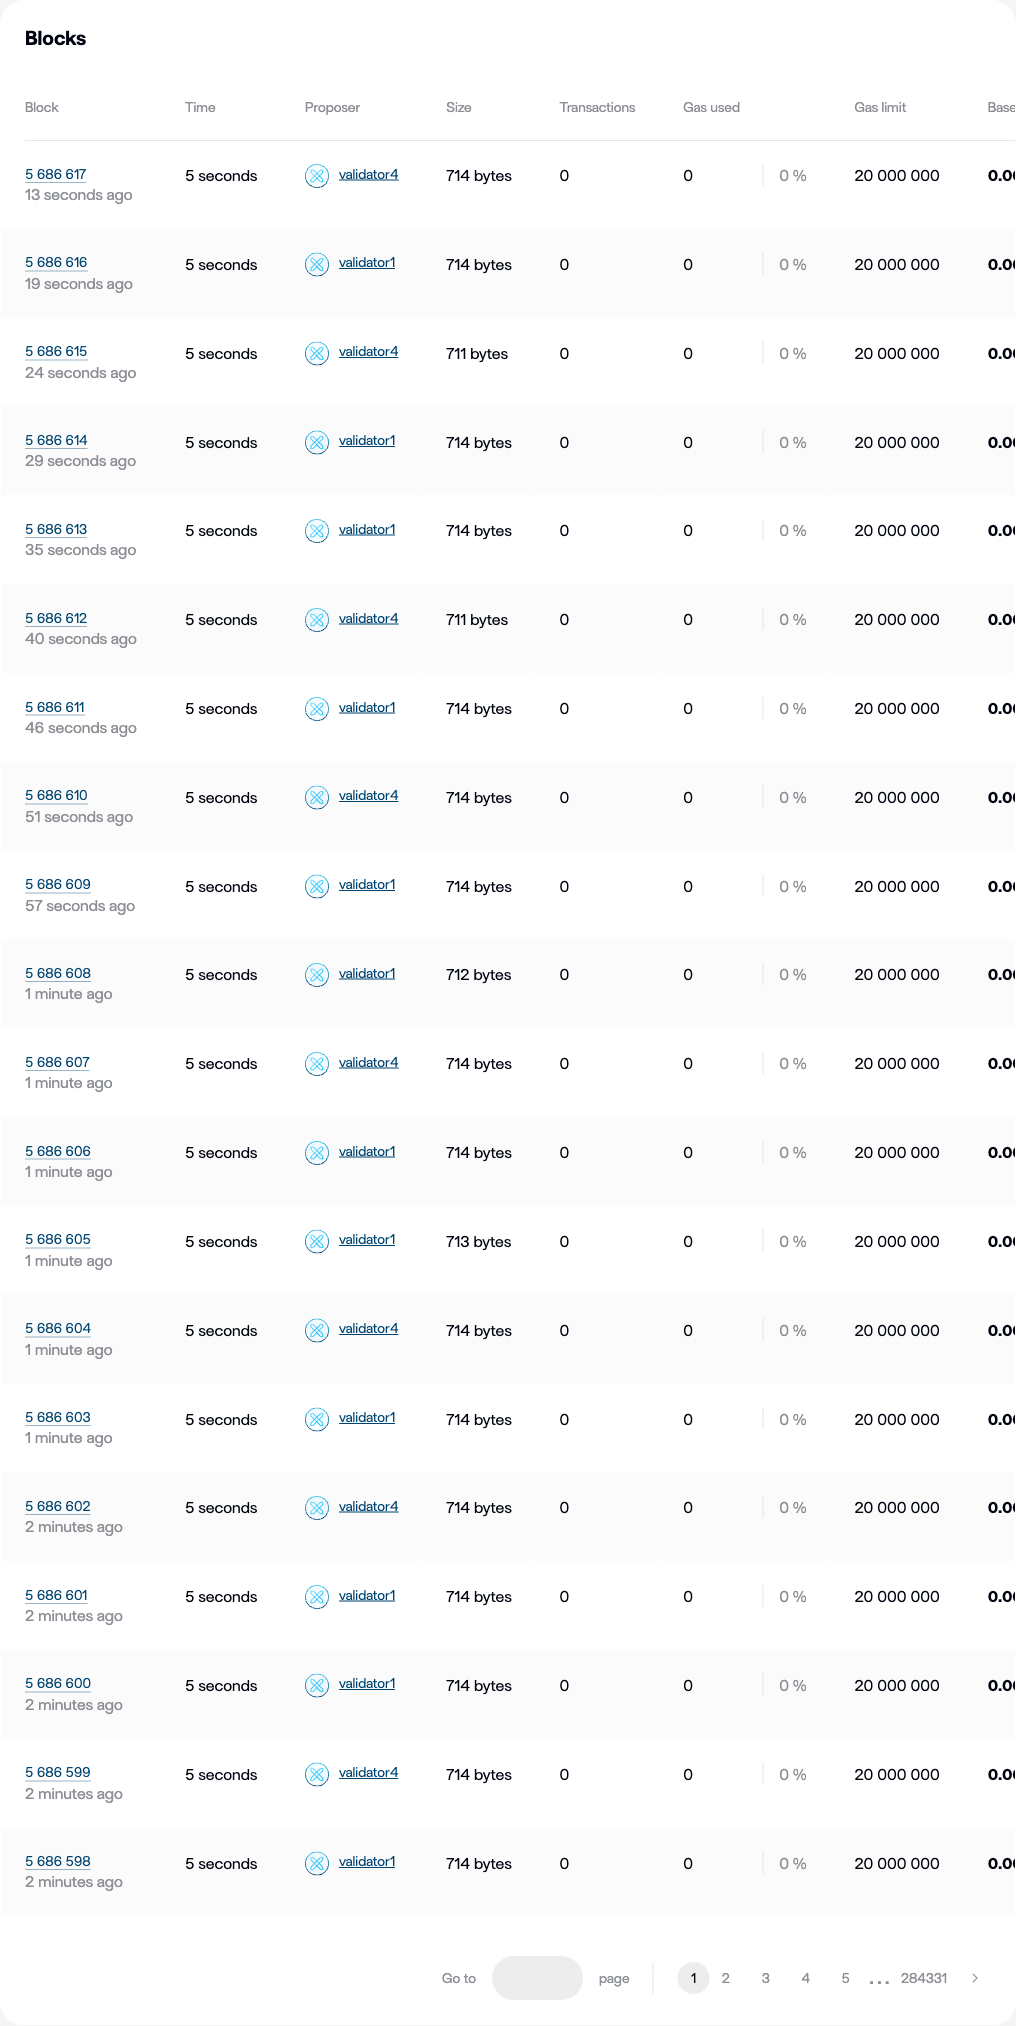 Blocks
Block Time Proposer Size Transactions Gas used Gas limit Base
5 686 617 5 seconds validator4 714 bytes 0 0 0 % 20 000 000 0.0
13 seconds ago
5 686 616 5 seconds validator1 714 bytes 0 0 0 % 20 000 000 0.0
19 seconds ago
5 686 615 5 seconds validator4 711 bytes 0 0 0 % 20 000 000 0.0
24 seconds ago
5 686 614 5 seconds validator1 714 bytes 0 0 0 % 20 000 000 0.0
29 seconds ago
5 686 613 5 seconds validator1 714 bytes 0 0 0 % 20 000 000 0.0
35 seconds ago
5 686 612 5 seconds validator4 711 bytes 0 0 0 % 20 000 000 0.0
40 seconds ago
5 686 611 5 seconds validator1 714 bytes 0 0 0 % 20 000 000 0.0
46 seconds ago
5 686 610 5 seconds validator4 714 bytes 0 0 0 % 20 000 000 0.0
51 seconds ago
5 686 609 5 seconds validator1 714 bytes 0 0 0 % 20 000 000 0.0
57 seconds ago
5 686 608 5 seconds validator1 712 bytes 0 0 0 % 20 000 000 0.0
1 minute ago
5 686 607 5 seconds validator4 714 bytes 0 0 0 % 20 000 000 0.0
1 minute ago
5 686 606 5 seconds validator1 714 bytes 0 0 0 % 20 000 000 0.0
1 minute ago
5 686 605 5 seconds validator1 713 bytes 0 0 0 % 20 000 000 0.0
1 minute ago
5 686 604 5 seconds validator4 714 bytes 0 0 0 % 20 000 000 0.0
1 minute ago
5 686 603 5 seconds validator1 714 bytes 0 0 0 % 20 000 000 0.0
1 minute ago
5 686 602 5 seconds validator4 714 bytes 0 0 0 % 20 000 000 0.0
2 minutes ago
5 686 601 5 seconds validator1 714 bytes 0 0 0 % 20 000 000 0.0
2 minutes ago
5 686 600 5 seconds validator1 714 bytes 0 0 0 % 20 000 000 0.0
2 minutes ago
5 686 599 5 seconds validator4 714 bytes 0 0 0 % 20 000 000 0.0
2 minutes ago
5 686 598 5 seconds validator1 714 bytes 0 0 0 % 20 000 000 0.0
2 minutes ago
Go to page 1 2 3 4 5 ... 284331 >